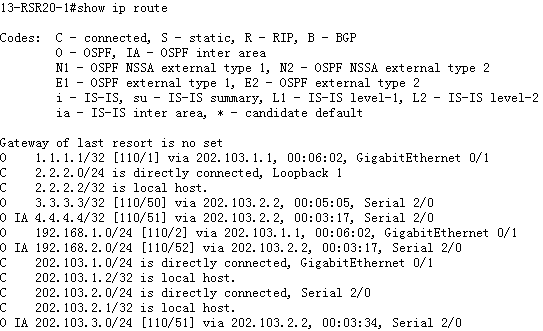 13-RSR20-1#show ip route
Codes:  C - connected, S - static, R - RIP, B - BGP
O - OSPF, IA - OSPF inter area
N1 - OSPF NSSA external type 1, N2 - OSPF NSSA external type 2
E1 - OSPF external type 1, E2 - OSPF external type 2
i - IS-IS, su - IS-IS summary, L1 - IS-IS level-1, L2 - IS-IS level-2
ia - IS-IS inter area, * - candidate default
Gateway of last resort is no set
O    1.1.1.1/32 [110/1] via 202.103.1.1, 00:06:02, GigabitEthernet 0/1
C    2.2.2.0/24 is directly connected, Loopback 1
C    2.2.2.2/32 is local host.
O    3.3.3.3/32 [110/50] via 202.103.2.2, 00:05:05, Serial 2/0
O IA 4.4.4.4/32 [110/51] via 202.103.2.2, 00:03:17, Serial 2/0
O    192.168.1.0/24 [110/2] via 202.103.1.1, 00:06:02, GigabitEthernet 0/1
O IA 192.168.2.0/24 [110/52] via 202.103.2.2, 00:03:17, Serial 2/0
C    202.103.1.0/24 is directly connected, GigabitEthernet 0/1
C    202.103.1.2/32 is local host.
C    202.103.2.0/24 is directly connected, Serial 2/0
C    202.103.2.1/32 is local host.
O IA 202.103.3.0/24 [110/51] via 202.103.2.2, 00:03:34, Serial 2/0